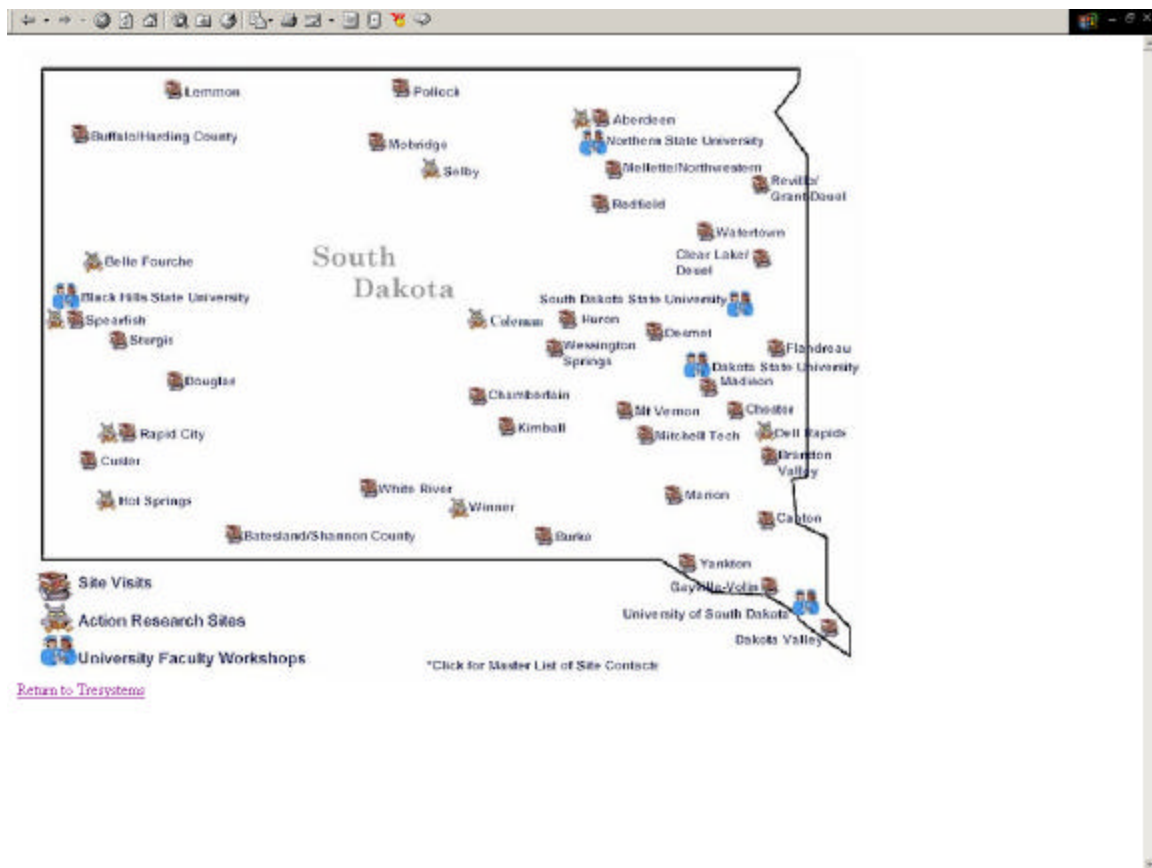 Lemmon
Pollock
Aberdeen
Buffalo/Harding County
Mobridge
Northern State University
Selby
Mellette/Northwestern
Revillo/
Grant-Deuel
Redfield
Watertown
Belle Fourche
South
Dakota
Clear Lake/
Deuel
Black Hills State University
South Dakota State University
Spearfish
Coleman
Huron
Desmet
Sturgis
Wessington
Springs
Flandreau
Dakota State University
Douglas
Madison
Chamberlain
Mt Vernon
Chester
Rapid City
Kimball
Mitchell Tech
Dell Rapids
Custer
Brandon
Valley
Hot Springs
White River
Winner
Marion
Canton
Batesland/Shannon County
Burke
Yankton
Site Visits
Gayville-Volin
Action Research Sites
University of South Dakota
Dakota Valley
University Faculty Workshops
*Click for Master List of Site Contacts
Return to Tresystems